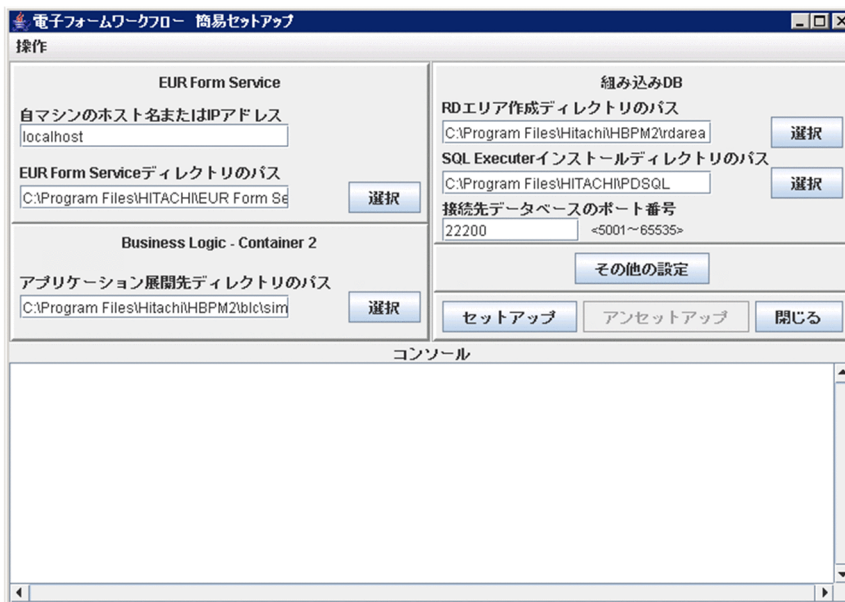 電子フォームワークフロー 簡易セットアップ
操作
EUR Form Service
自マシンのホスト名またはIPアドレス
localhost
EUR Form Serviceディレクトリのパス
C:\Program Files\HITACHI\EUR Form Se
選択
Business Logic - Container 2
アプリケーション展開先ディレクトリのパス
C:\Program Files\Hitachi\HBPM2\blc\sim
選択
組み込みDB
RDエリア作成ディレクトリのパス
C:\Program Files\Hitachi\HBPM2\rdarea
選択
SQL Executerインストールディレクトリのパス
C:\Program Files\HITACHI\PDSQL
選択
接続先データベースのポート番号
22200 <5001～65535>
その他の設定
セットアップ アンセットアップ 閉じる
コンソール